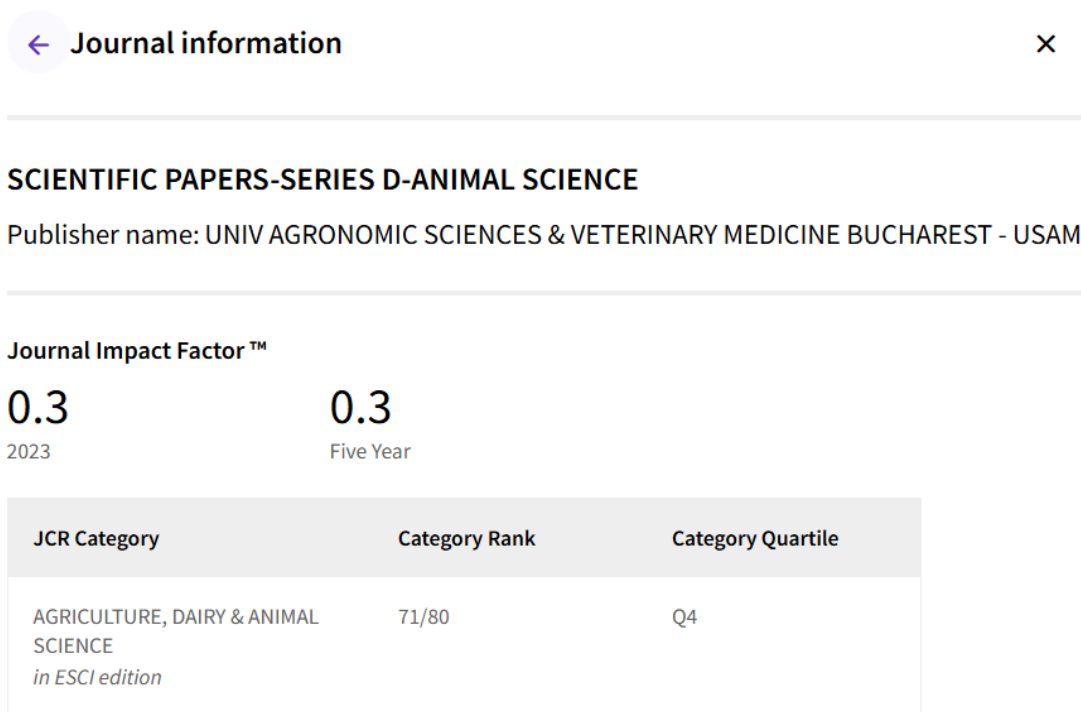 Journal information
SCIENTIFIC PAPERS-SERIES D-ANIMAL SCIENCE
Publisher name: UNIV AGRONOMIC SCIENCES & VETERINARY MEDICINE BUCHAREST - USAM
Journal Impact Factor ™
0.3 0.3
2023 Five Year
JCR Category Category Rank Category Quartile
AGRICULTURE, DAIRY & ANIMAL 71/80 Q4
SCIENCE
in ESCI edition